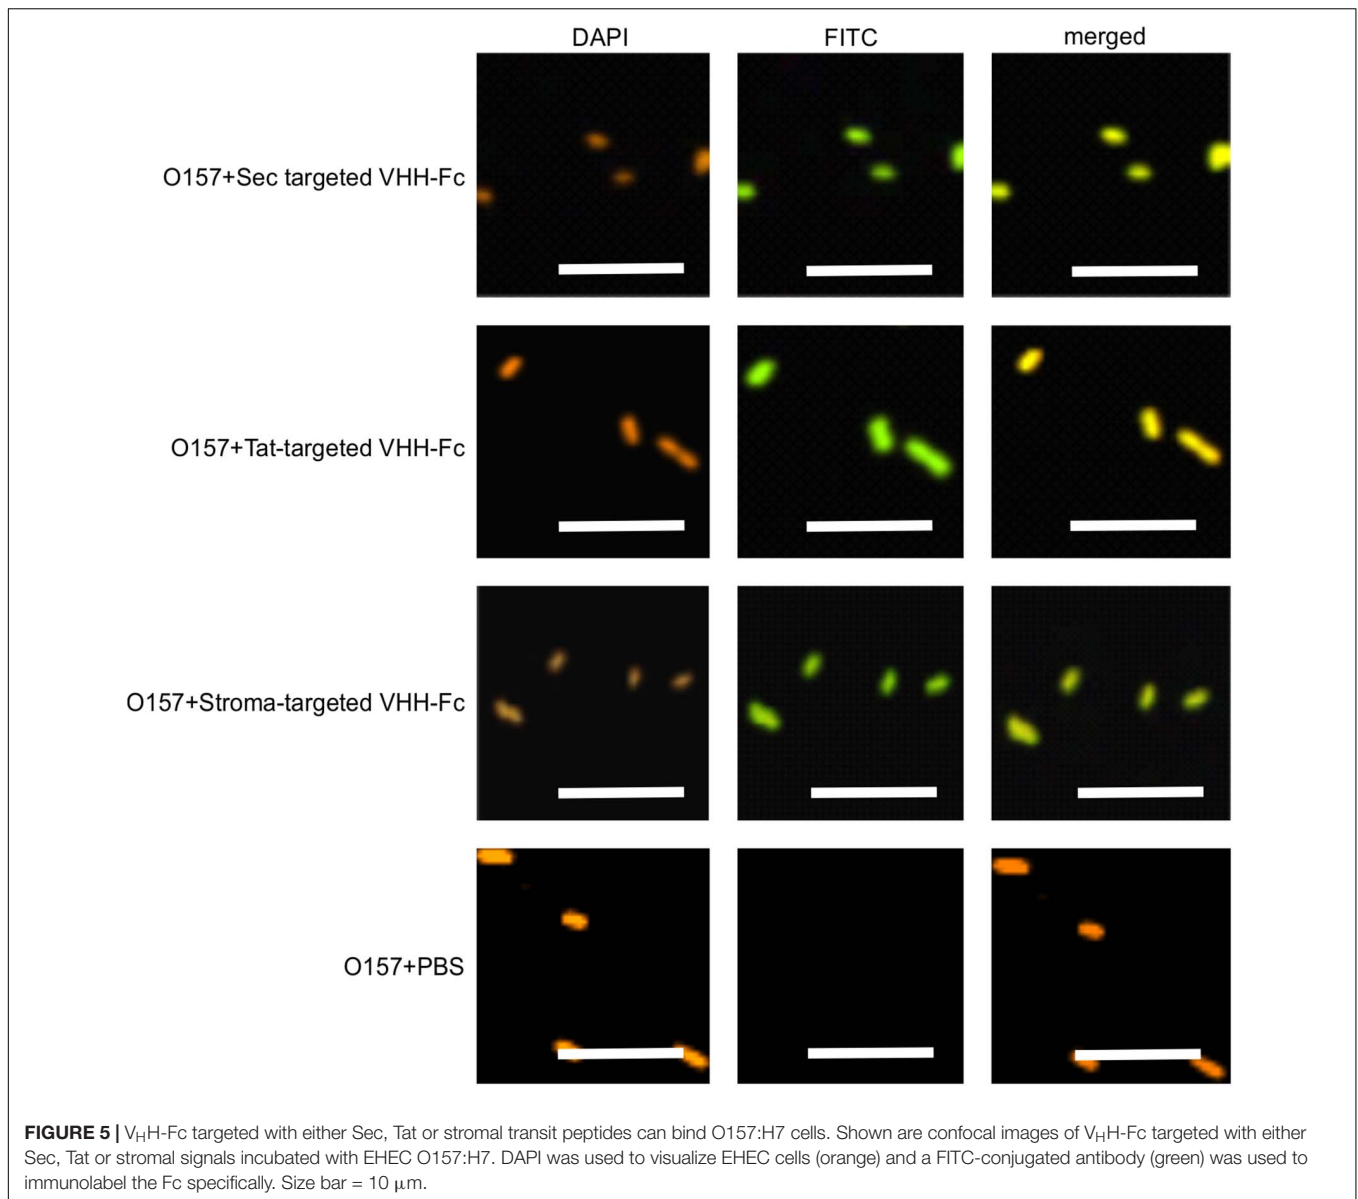 DAPI FITC merged
O157+Sec targeted VHH-Fc
O157+Tat-targeted VHH-Fc
O157+Stroma-targeted VHH-Fc
O157+PBS
FIGURE 5 | VHH-Fc targeted with either Sec, Tat or stromal transit peptides can bind O157:H7 cells. Shown are confocal images of VHH-Fc targeted with either
Sec, Tat or stromal signals incubated with EHEC O157:H7. DAPI was used to visualize EHEC cells (orange) and a FITC-conjugated antibody (green) was used to
immunolabel the Fc specifically. Size bar = 10 μm.